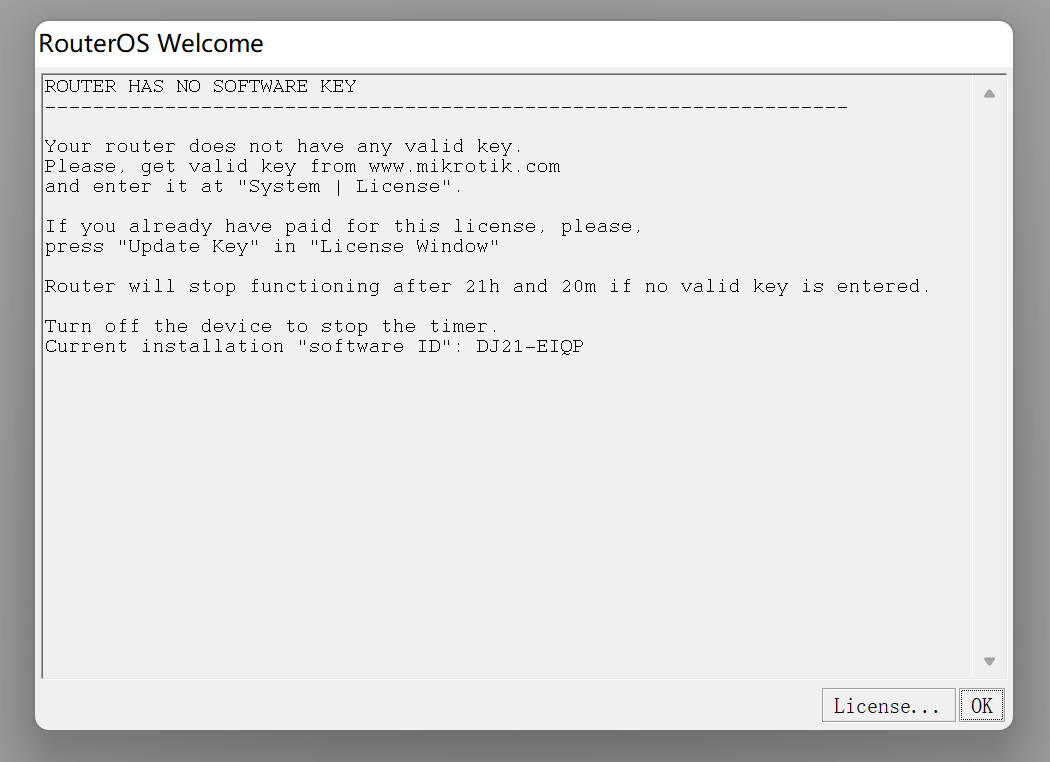 RouterOS Welcome
ROUTER HAS NO SOFTWARE KEY
-------------------------------------------------------------------
Your router does not have any valid key.
Please, get valid key from www.mikrotik.com
and enter it at "System | License".
If you already have paid for this license, please,
press "Update Key" in "License Window"
Router will stop functioning after 21h and 20m if no valid key is entered.
Turn off the device to stop the timer.
Current installation "software ID": DJ21-EIQP
License... OK